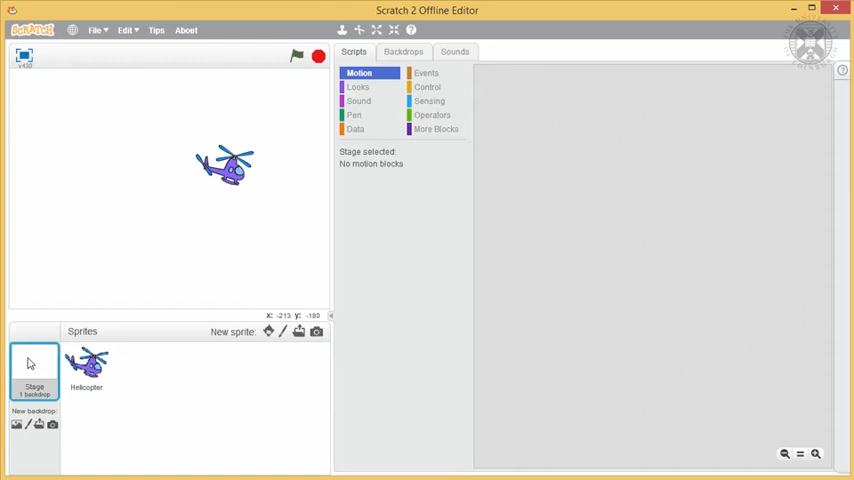 Scratch 2 Offline Editor
SCRATCH File Edit Tips About
v430
Scripts Backdrops Sounds
Motion Events
Looks Control
Sound Sensing
Pen Operators
Data More Blocks
Stage selected:
No motion blocks
x: -213 y: -180
Sprites New sprite:
Stage
1 backdrop
Helicopter
New backdrop: